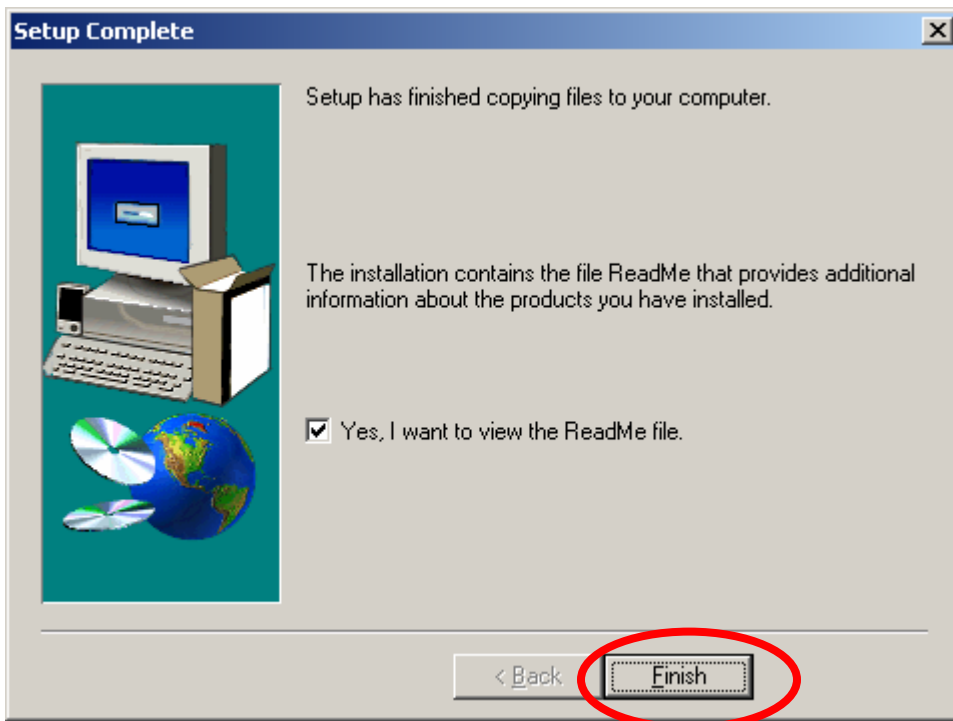 Setup Complete
Setup has finished copying files to your computer.
The installation contains the file ReadMe that provides additional
information about the products you have installed.
Yes, I want to view the ReadMe file.
< Back
Finish